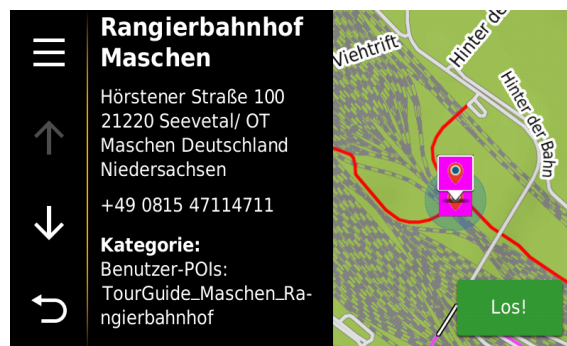 Rangierbahnhof
Maschen
Hörstener Straße 100
21220 Seevetal/ OT
Maschen Deutschland
Niedersachsen
+49 0815 47114711
Kategorie:
Benutzer-POIs:
TourGuide_Maschen_Ra-
ngierbahnhof
Viehtrift
Hinter de
Hinter der Bahn
Los!